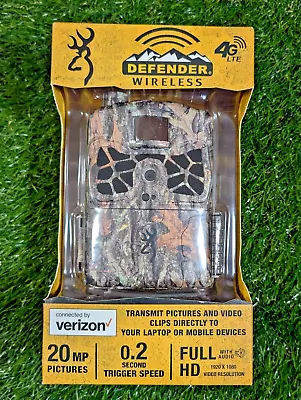 4G
LTE
DEFENDER
WIRELESS
connected by
verizon
TRANSMIT PICTURES AND VIDEO
CLIPS DIRECTLY TO
YOUR LAPTOP OR MOBILE DEVICES
20 MP
PICTURES
0.2
SECOND
TRIGGER SPEED
FULL WITH AUDIO
HD 1920 X 1080
VIDEO RESOLUTION